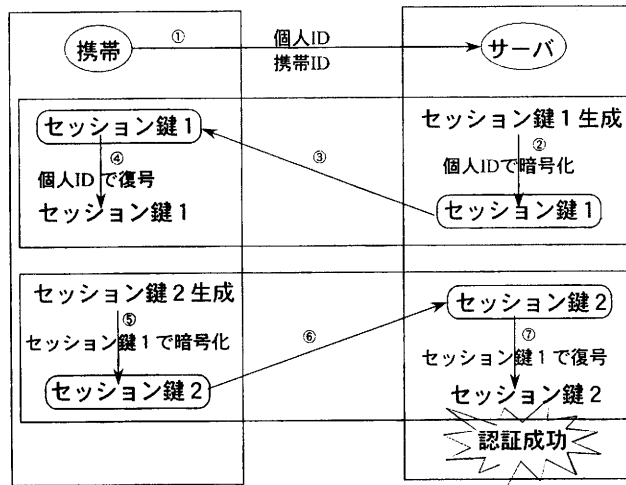 携帯
①
個人ID
携帯ID
サーバ
セッション鍵1
④
個人IDで復号
セッション鍵1
③
セッション鍵1生成
②
個人IDで暗号化
セッション鍵1
セッション鍵2生成
⑤
セッション鍵1で暗号化
セッション鍵2
⑥
セッション鍵2
⑦
セッション鍵1で復号
セッション鍵2
認証成功